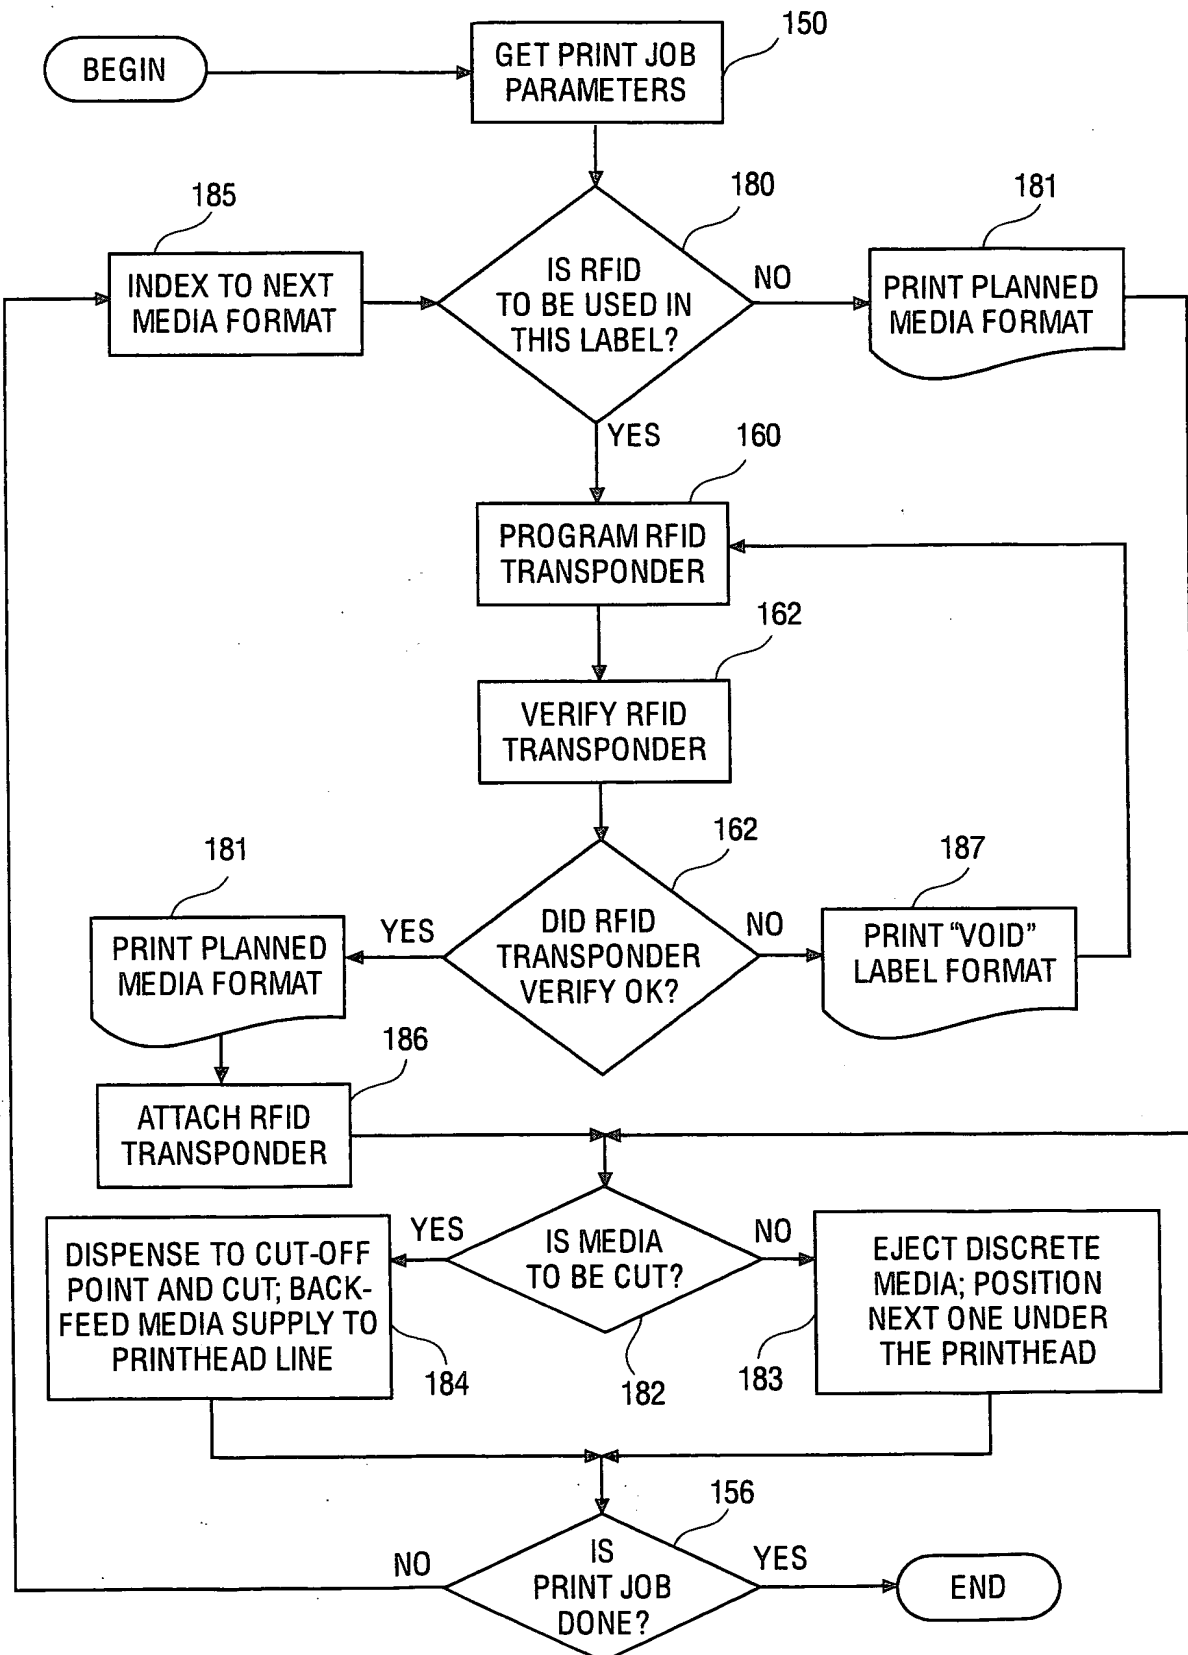 150
BEGIN
GET PRINT JOB
PARAMETERS
185
180
181
INDEX TO NEXT
MEDIA FORMAT
IS RFID
TO BE USED IN
THIS LABEL?
NO
PRINT PLANNED
MEDIA FORMAT
YES
160
PROGRAM RFID
TRANSPONDER
162
VERIFY RFID
TRANSPONDER
162
181
187
YES
DID RFID
TRANSPONDER
VERIFY OK?
NO
PRINT PLANNED
MEDIA FORMAT
PRINT "VOID"
LABEL FORMAT
186
ATTACH RFID
TRANSPONDER
YES
IS MEDIA
TO BE CUT?
NO
DISPENSE TO CUT-OFF
POINT AND CUT; BACK-
FEED MEDIA SUPPLY TO
PRINTHEAD LINE
184
182
183
EJECT DISCRETE
MEDIA; POSITION
NEXT ONE UNDER
THE PRINTHEAD
156
NO
IS
PRINT JOB
DONE?
YES
END